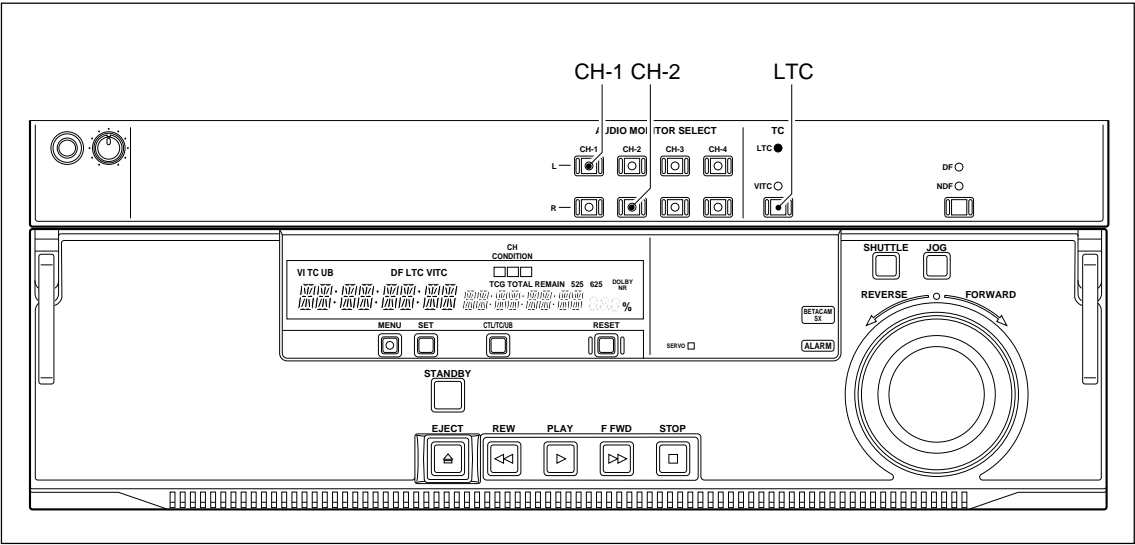 CH-1 CH-2 LTC
AUDIO MONITOR SELECT TC
CH-1 CH-2 CH-3 CH-4 LTC
L DF
VITC NDF
R
SHUTTLE JOG
CH
CONDITION
VI TC UB DF LTC VITC
TCG TOTAL REMAIN 525 625 DOLBY
NR
%
REVERSE FORWARD
BETACAM
SX
MENU SET CTL/TC/UB RESET
SERVO ALARM
STANDBY
EJECT REW PLAY F FWD STOP